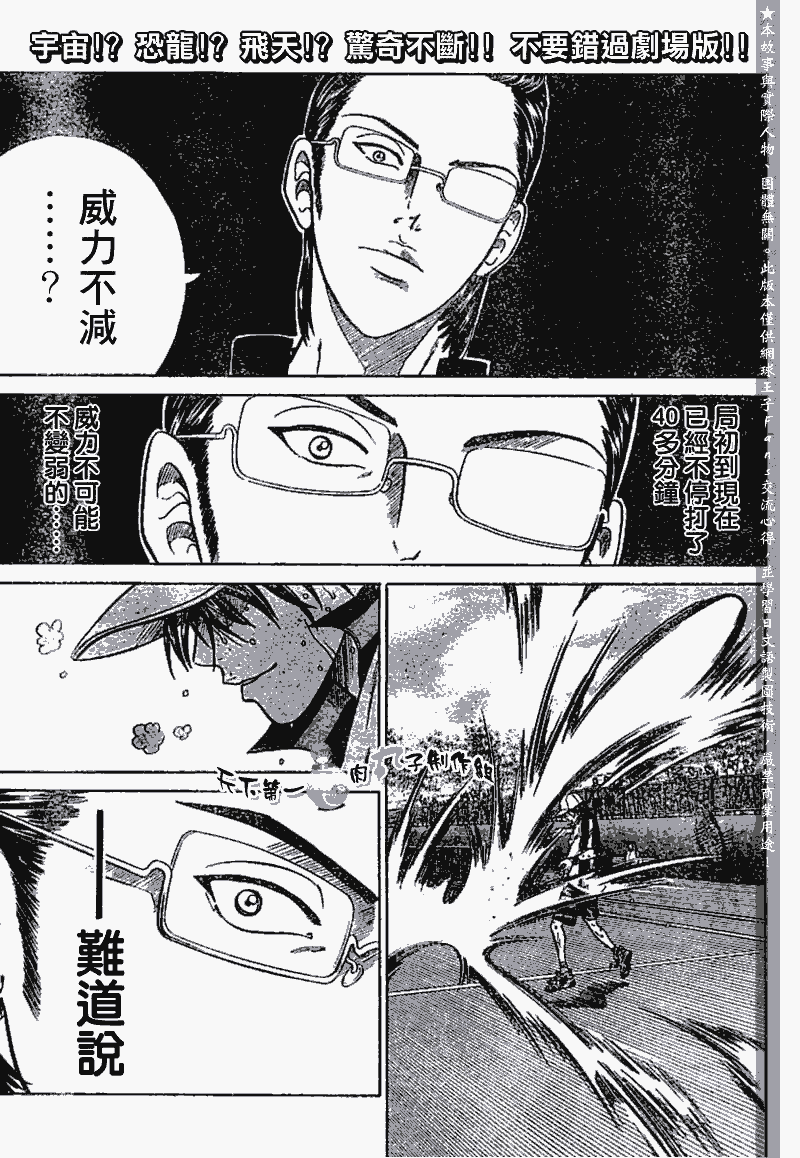 宇宙!? 恐龍!? 飛天!? 驚奇不斷!! 不要錯過劇場版!!
威力不減
……?
局初到現在
已經不停打了
40多分鐘
威力不可能
不變弱的……
天下第一
肉丸子制作組
—難道說
★本故事與實際人物、團體無關。此版本僅供網球王子Fan 交流心得,並學習日文語製圖技術,嚴禁商業用途